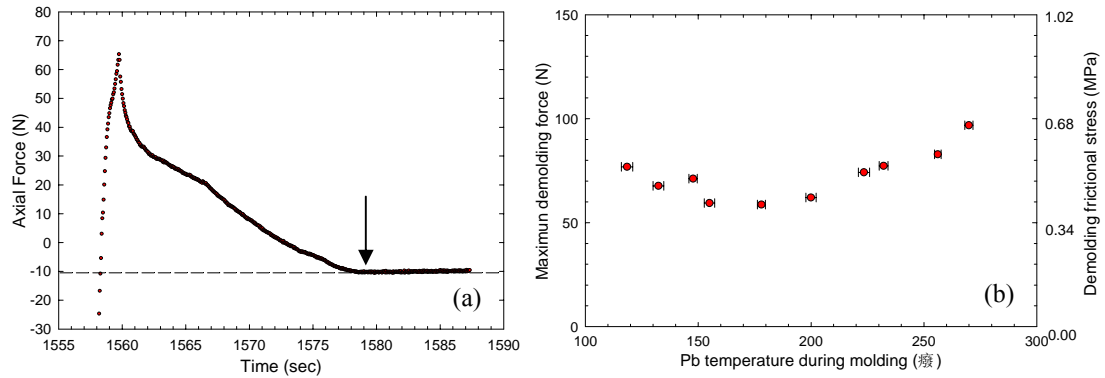 80
70
60
50
40
30
20
10
0
-10
-20
-30
Axial Force (N)
1555 1560 1565 1570 1575 1580 1585 1590
Time (sec)
(a)
150
100
50
0
Maximun demolding force (N)
1.02
0.68
0.34
0.00
Demolding frictional stress (MPa)
100 150 200 250 300
Pb temperature during molding (癈)
(b)